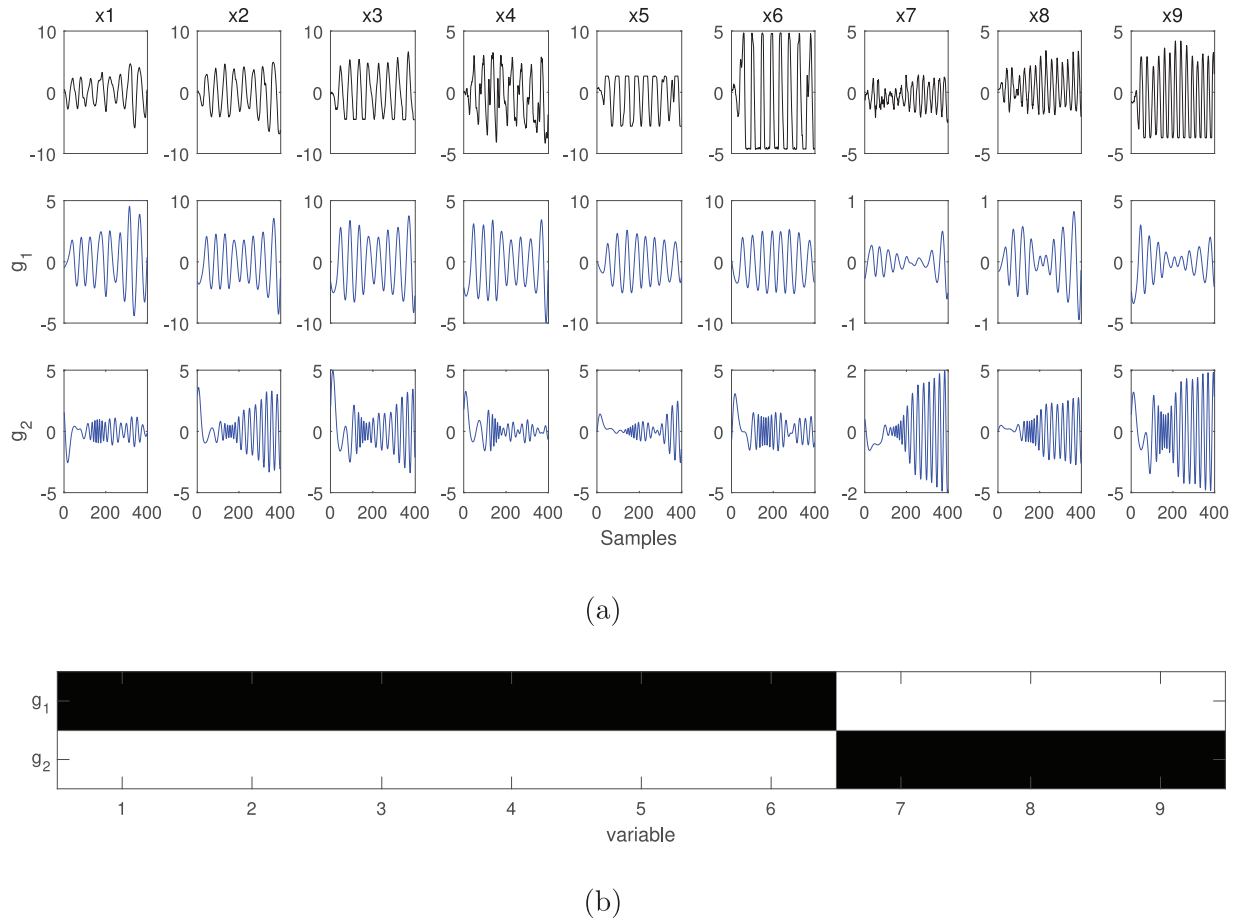 x1 x2 x3 x4 x5 x6 x7 x8 x9
10 10 10 5 10 5 5 5 5
0 0 0 0 0 0 0 0 0
-10 -10 -10 -5 -10 -5 -5 -5 -5
5 10 10 5 10 10 1 1 5
g1 0 0 0 0 0 0 0 0 0
-5 -10 -10 -5 -10 -10 -1 -1 -5
5 5 5 5 5 5 2 5 5
g2 0 0 0 0 0 0 0 0 0
-5 -5 -5 -5 -5 -5 -2 -5 -5
0 200 400 0 200 400 0 200 400 0 200 400 0 200 400 0 200 400 0 200 400 0 200 400 0 200 400
Samples
(a)
g1
g2
1 2 3 4 5 6 7 8 9
variable
(b)